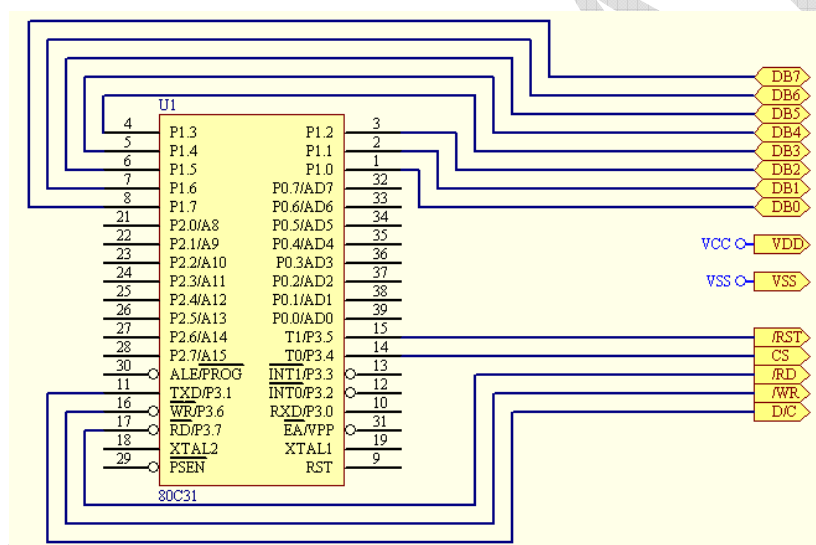 U1
4 P1.3 P1.2 3
5 P1.4 P1.1 2
6 P1.5 P1.0 1
7 P1.6 P0.7/AD7 32
8 P1.7 P0.6/AD6 33
21 P2.0/A8 P0.5/AD5 34
22 P2.1/A9 P0.4/AD4 35
23 P2.2/A10 P0.3AD3 36
24 P2.3/A11 P0.2/AD2 37
25 P2.4/A12 P0.1/AD1 38
26 P2.5/A13 P0.0/AD0 39
27 P2.6/A14 T1/P3.5 15
28 P2.7/A15 T0/P3.4 14
30 ALE/PROG INT1/P3.3 13
11 TXD/P3.1 INT0/P3.2 12
16 WR/P3.6 RXD/P3.0 10
17 RD/P3.7 EA/VPP 31
18 XTAL2 XTAL1 19
29 PSEN RST 9
80C31
DB7
DB6
DB5
DB4
DB3
DB2
DB1
DB0
VCC VDD
VSS VSS
/RST
CS
/RD
/WR
D/C